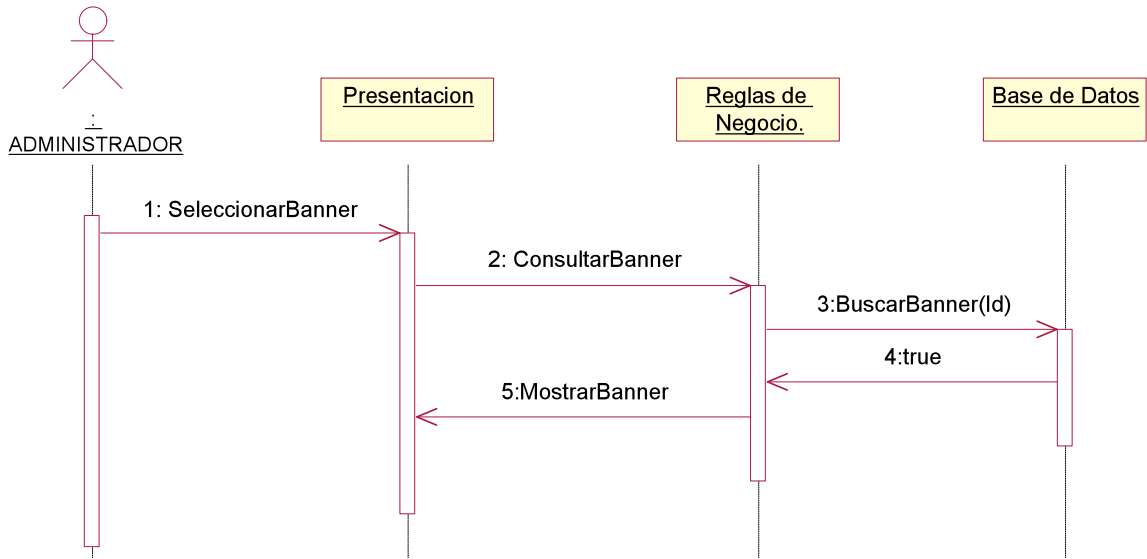 :
ADMINISTRADOR
Presentacion
Reglas de
Negocio.
Base de Datos
1: SeleccionarBanner
2: ConsultarBanner
3:BuscarBanner(Id)
4:true
5:MostrarBanner